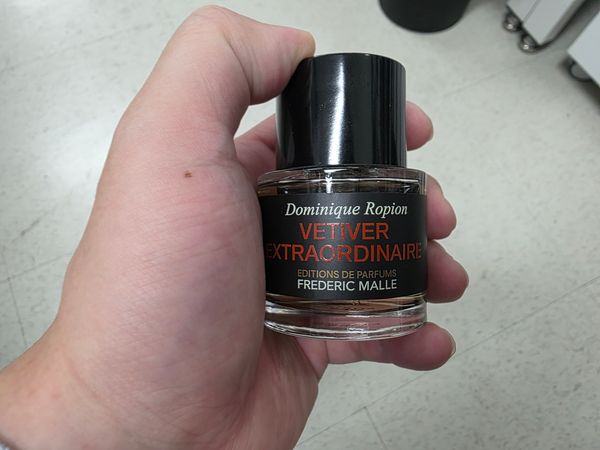 Dominique Ropion
VETIVER
EXTRAORDINAIRE
EDITIONS DE PARFUMS
FREDERIC MALLE